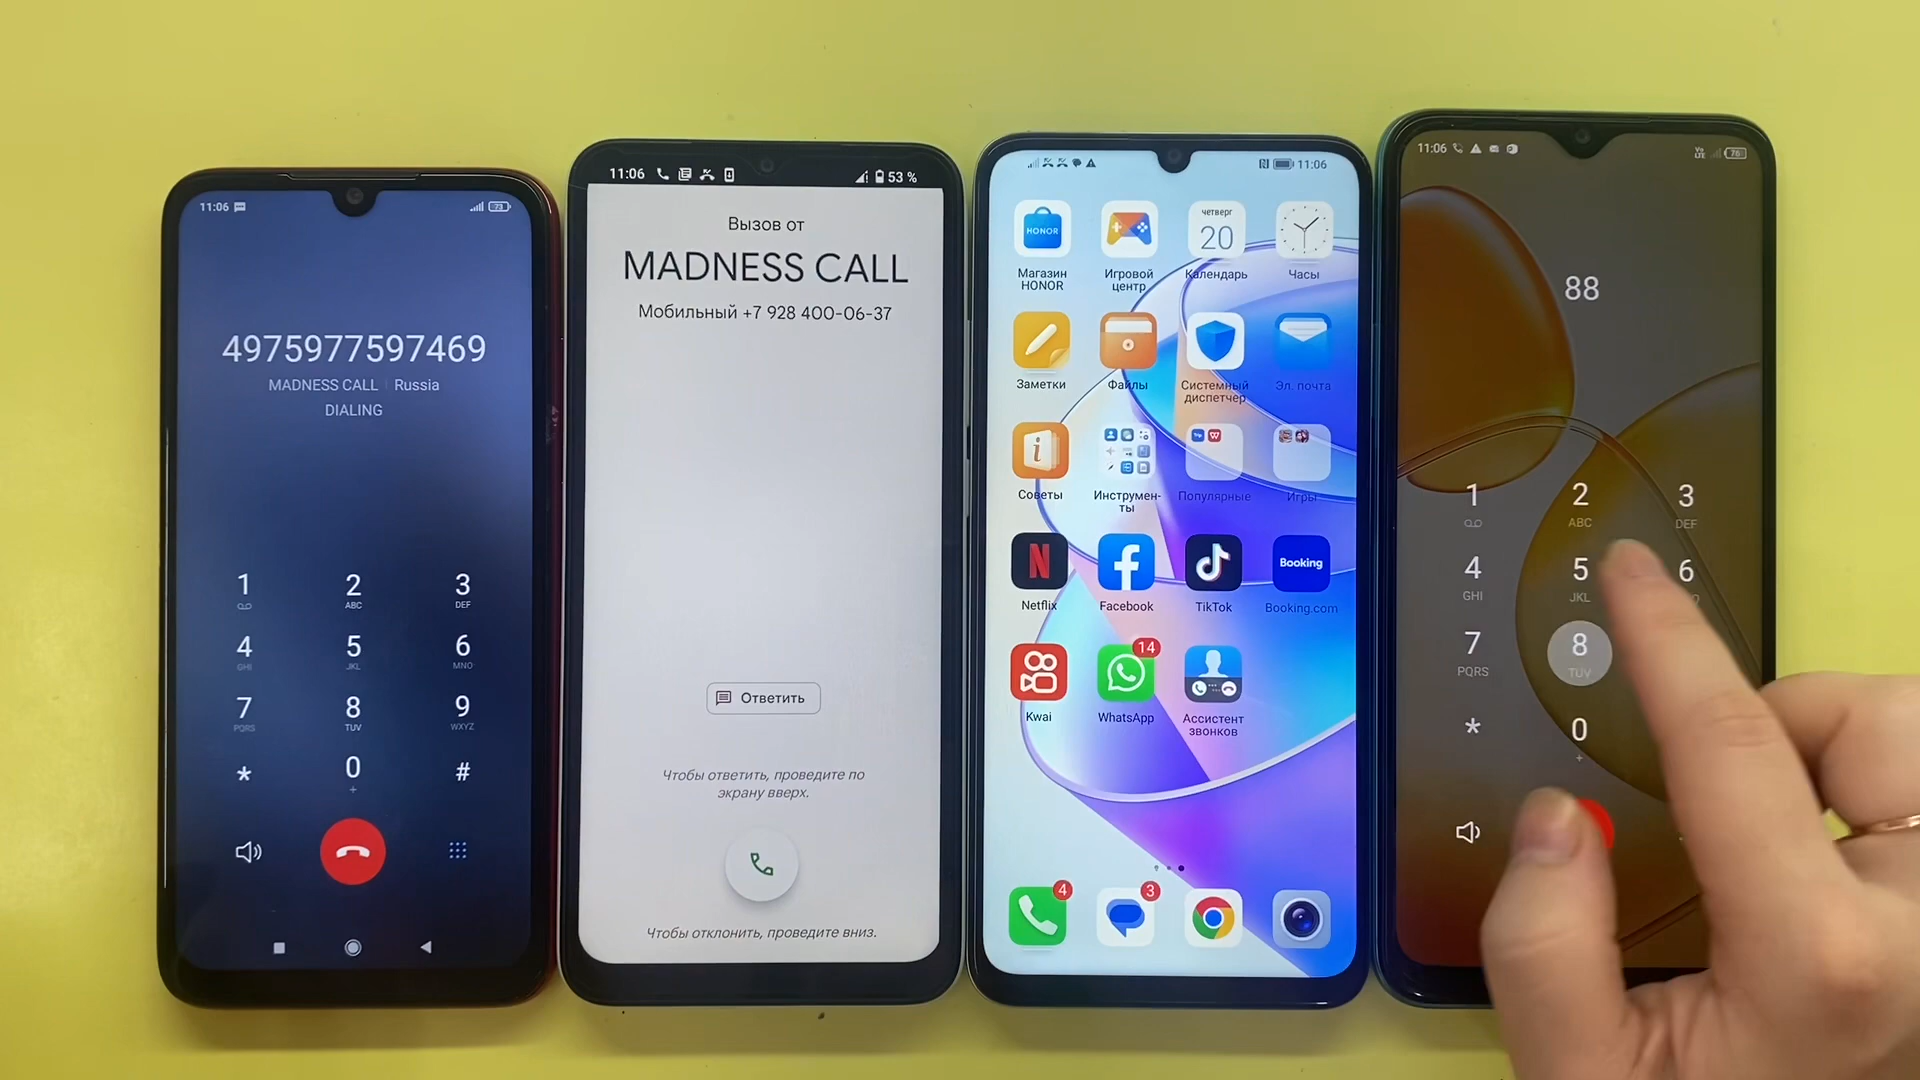 11:06
73
4975977597469
MADNESS CALL | Russia
DIALING
1
2
ABC
3
DEF
4
GHI
5
JKL
6
MNO
7
PQRS
8
TUV
9
WXYZ
*
0
+
#
11:06
53 %
Вызов от
MADNESS CALL
Мобильный +7 928 400-06-37
Ответить
Чтобы ответить, проведите по
экрану вверх.
Чтобы отклонить, проведите вниз.
11:06
HONOR
четверг
20
Магазин
HONOR
Игровой
центр
Календарь
Часы
Заметки
Файлы
Системный
диспетчер
Эл. почта
Советы
Инструмен-
ты
Популярные
Игры
Booking
Netflix
Facebook
TikTok
Booking.com
14
Kwai
WhatsApp
Ассистент
звонков
4
3
11:06
Vo
LTE
76
88
1
2
ABC
3
DEF
4
GHI
5
JKL
6
7
PQRS
8
TUV
*
0
+